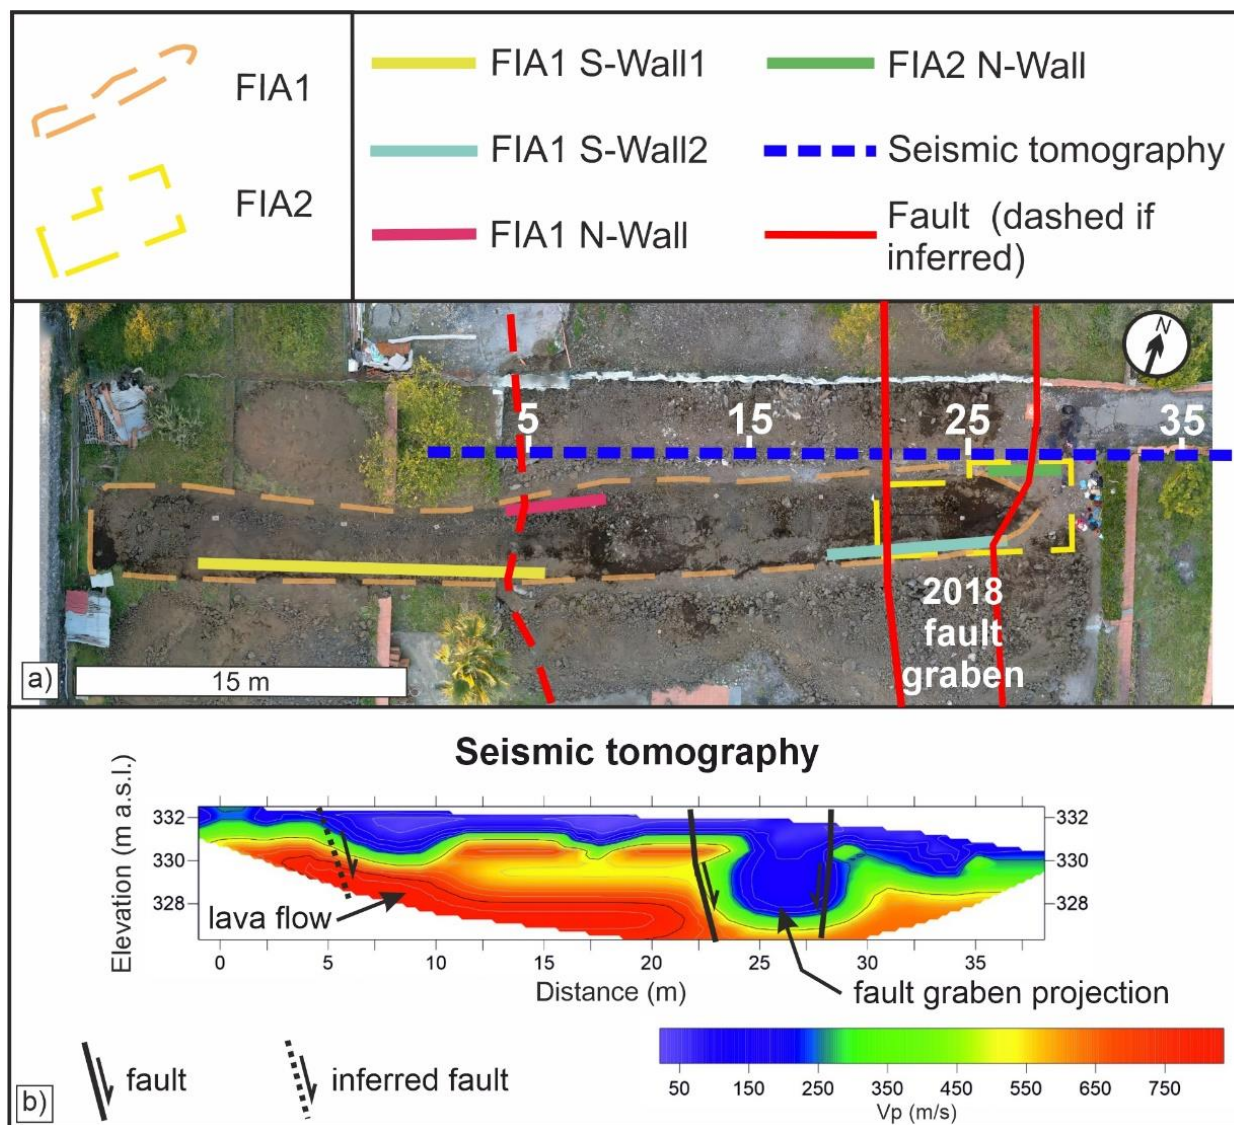 FIA1
FIA2
FIA1 S-Wall1
FIA1 S-Wall2
FIA1 N-Wall
FIA2 N-Wall
Seismic tomography
Fault (dashed if
inferred)
N
5 15 25 35
2018
fault
graben
15 m
a)
Seismic tomography
Elevation (m a.s.l.)
332 332
330 330
328 328
lava flow
0 5 10 15 20 25 30 35
Distance (m)
fault graben projection
fault
inferred fault
50 150 250 350 450 550 650 750
Vp (m/s)
b)